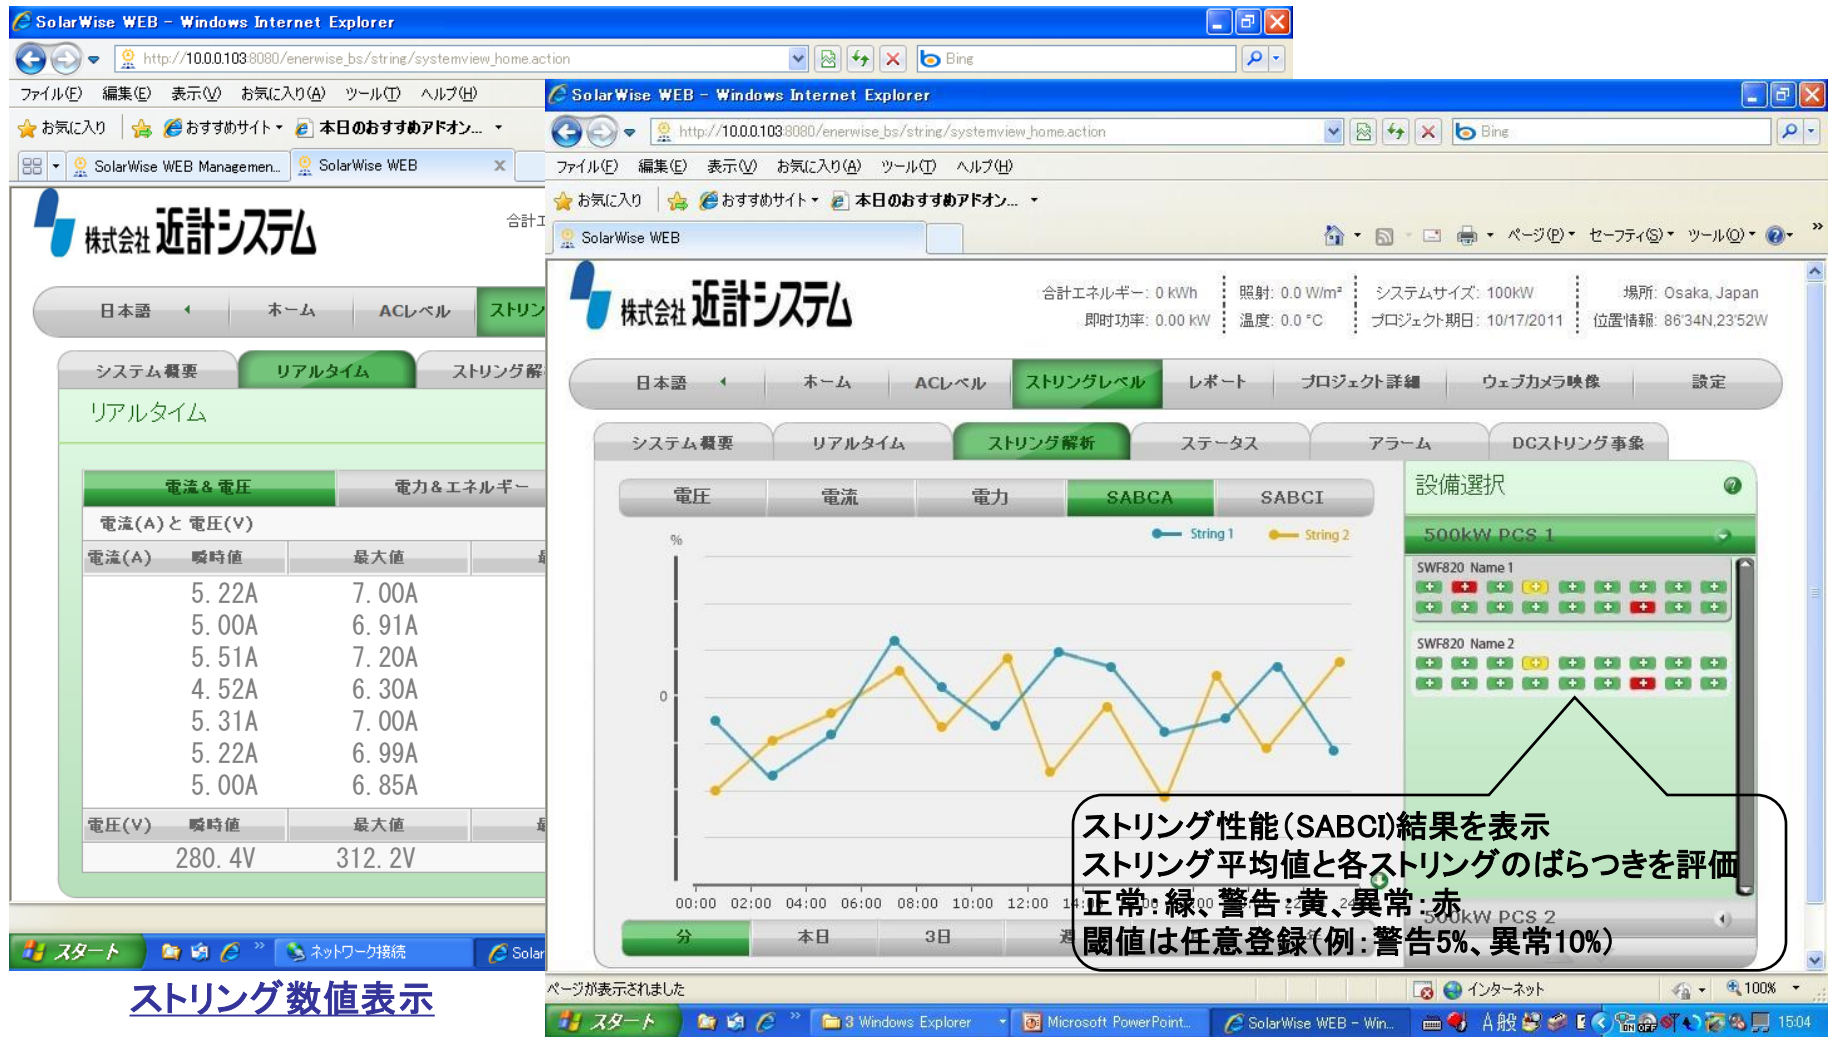 SolarWise WEB - Windows Internet Explorer
http://10.0.0.103:8080/enerwise_bs/string/systemview_home.action
Bing
ファイル(F) 編集(E) 表示(V) お気に入り(A) ツール(T) ヘルプ(H)
お気に入り おすすめサイト 本日のおすすめアドオン...
SolarWise WEB Managemen... SolarWise WEB
株式会社 近計システム
合計エ
日本語 ホーム ACレベル ストリン
システム概要 リアルタイム ストリング解
リアルタイム
電流&電圧 電力&エネルギー
電流(A)と電圧(V)
電流(A) 瞬時値 最大値
5.22A 7.00A
5.00A 6.91A
5.51A 7.20A
4.52A 6.30A
5.31A 7.00A
5.22A 6.99A
5.00A 6.85A
電圧(V) 瞬時値 最大値
280.4V 312.2V
スタート ネットワーク接続 Solar
ストリング数値表示
SolarWise WEB - Windows Internet Explorer
http://10.0.0.103:8080/enerwise_bs/string/systemview_home.action
Bing
ファイル(F) 編集(E) 表示(V) お気に入り(A) ツール(T) ヘルプ(H)
お気に入り おすすめサイト 本日のおすすめアドオン...
SolarWise WEB
ページ(P) セーフティ(S) ツール(O)
株式会社 近計システム
合計エネルギー: 0 kWh 照射: 0.0 W/m² システムサイズ: 100kW 場所: Osaka, Japan
即時功率: 0.00 kW 温度: 0.0 °C プロジェクト期日: 10/17/2011 位置情報: 86'34N,23'52W
日本語 ホーム ACレベル ストリングレベル レポート プロジェクト詳細 ウェブカメラ映像 設定
システム概要 リアルタイム ストリング解析 ステータス アラーム DCストリング事象
電圧 電流 電力 SABCA SABCI
設備選択
% String 1 String 2
500kW PCS 1
SWF820 Name 1
SWF820 Name 2
0
ストリング性能(SABCI)結果を表示
ストリング平均値と各ストリングのばらつきを評価
正常:緑、警告:黄、異常:赤
閾値は任意登録(例:警告5%、異常10%)
00:00 02:00 04:00 06:00 08:00 10:00 12:00
500kW PCS 2
分 本日 3日 週
ページが表示されました インターネット 100%
スタート 3 Windows Explorer Microsoft PowerPoint... SolarWise WEB - Win... A般 15:04